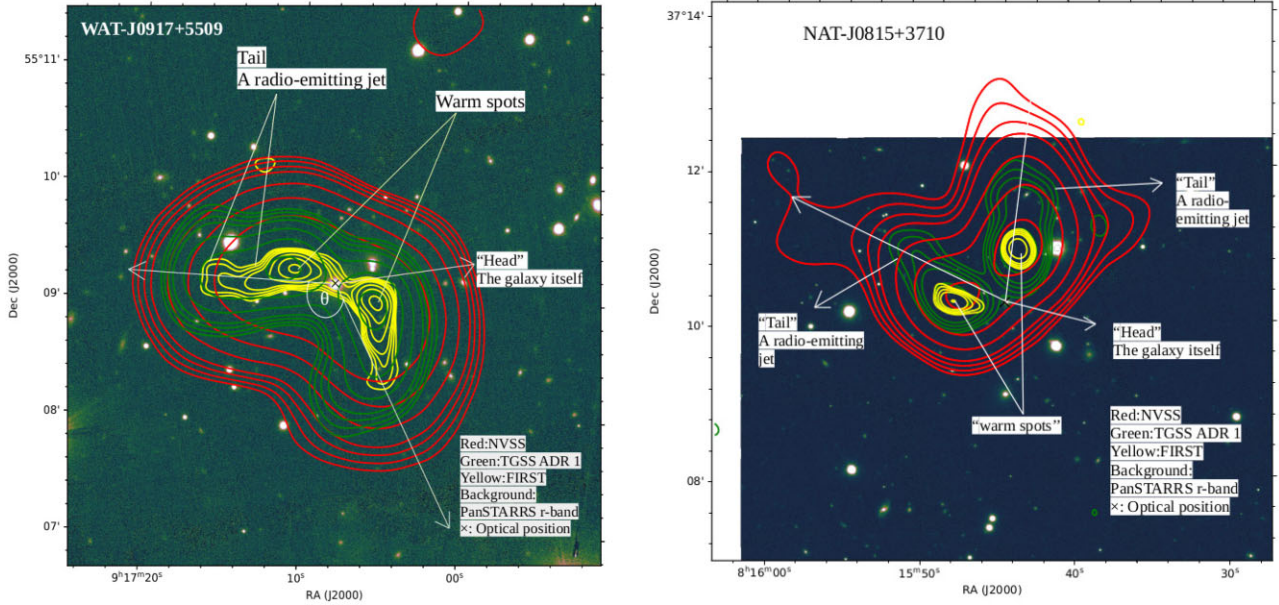 WAT-J0917+5509
Tail
A radio-emitting jet
Warm spots
"Head"
The galaxy itself
θ
Red:NVSS
Green:TGSS ADR 1
Yellow:FIRST
Background:
PanSTARRS r-band
×: Optical position
55°11'
10'
09'
08'
07'
Dec (J2000)
9ʰ17ᵐ20ˢ
10ˢ
00ˢ
RA (J2000)
NAT-J0815+3710
"Tail"
A radio-
emitting jet
"Tail"
A radio-emitting
jet
"Head"
The galaxy itself
"warm spots"
Red:NVSS
Green:TGSS ADR 1
Yellow:FIRST
Background:
PanSTARRS r-band
×: Optical position
37°14'
12'
10'
08'
Dec (J2000)
8ʰ16ᵐ00ˢ
15ᵐ50ˢ
40ˢ
30ˢ
RA (J2000)